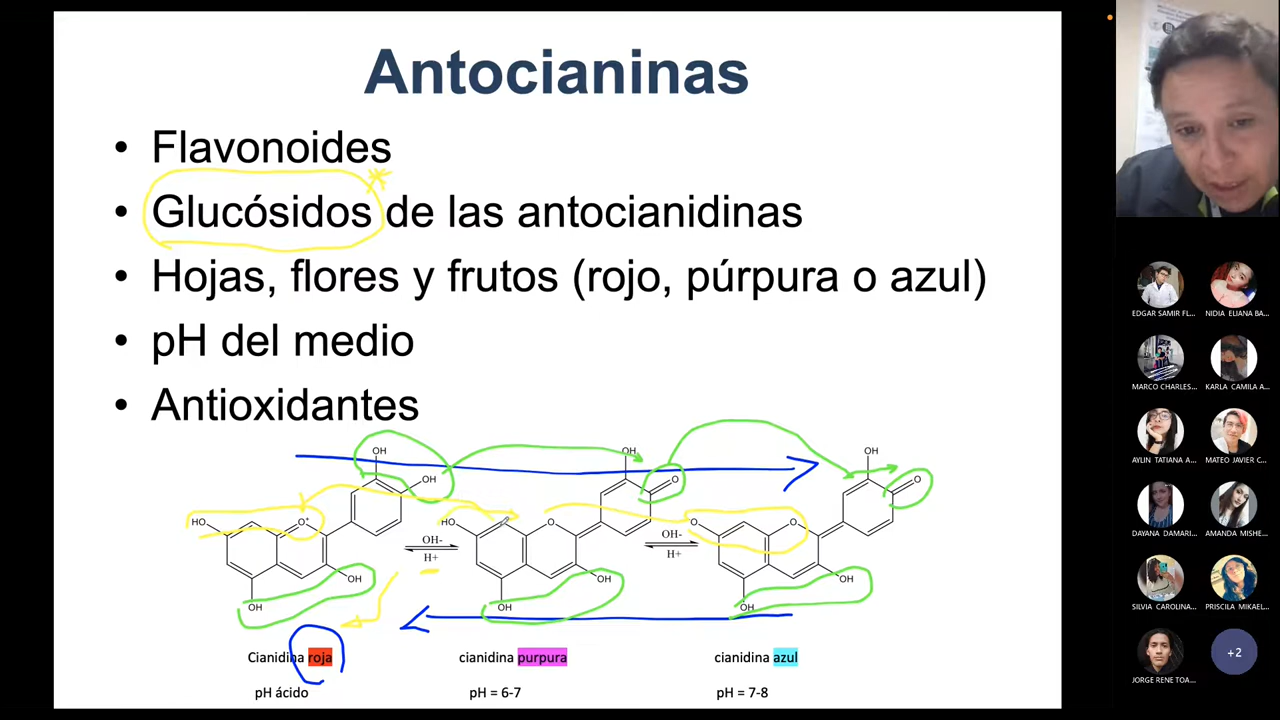 Antocianinas
• Flavonoides
• Glucósidos de las antocianidinas
• Hojas, flores y frutos (rojo, púrpura o azul)
• pH del medio
• Antioxidantes
OH
OH
HO
O+
OH
OH
OH-
H+
OH
O
HO
O
OH
OH
OH-
H+
OH
O
O
O
OH
OH
Cianidina roja
pH ácido
cianidina purpura
pH = 6-7
cianidina azul
pH = 7-8
EDGAR SAMIR FL...
NIDIA ELIANA BA...
MARCO CHARLES...
KARLA CAMILA A...
AYLIN TATIANA A...
MATEO JAVIER C...
DAYANA DAMARI...
AMANDA MISHE...
SILVIA CAROLINA...
PRISCILA MIKAEL...
JORGE RENE TOA...
+2